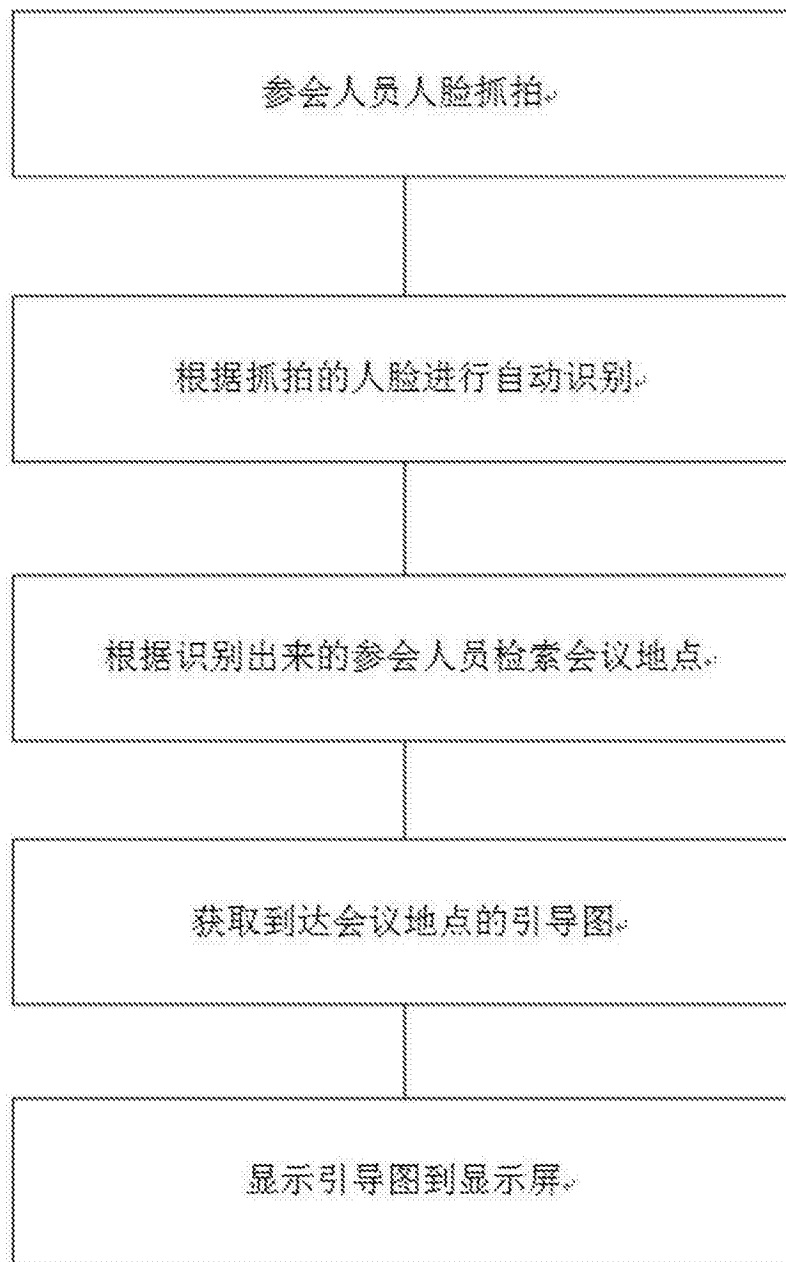 参会人员人脸抓拍
根据抓拍的人脸进行自动识别
根据识别出来的参会人员检索会议地点
获取到达会议地点的引导图
显示引导图到显示屏